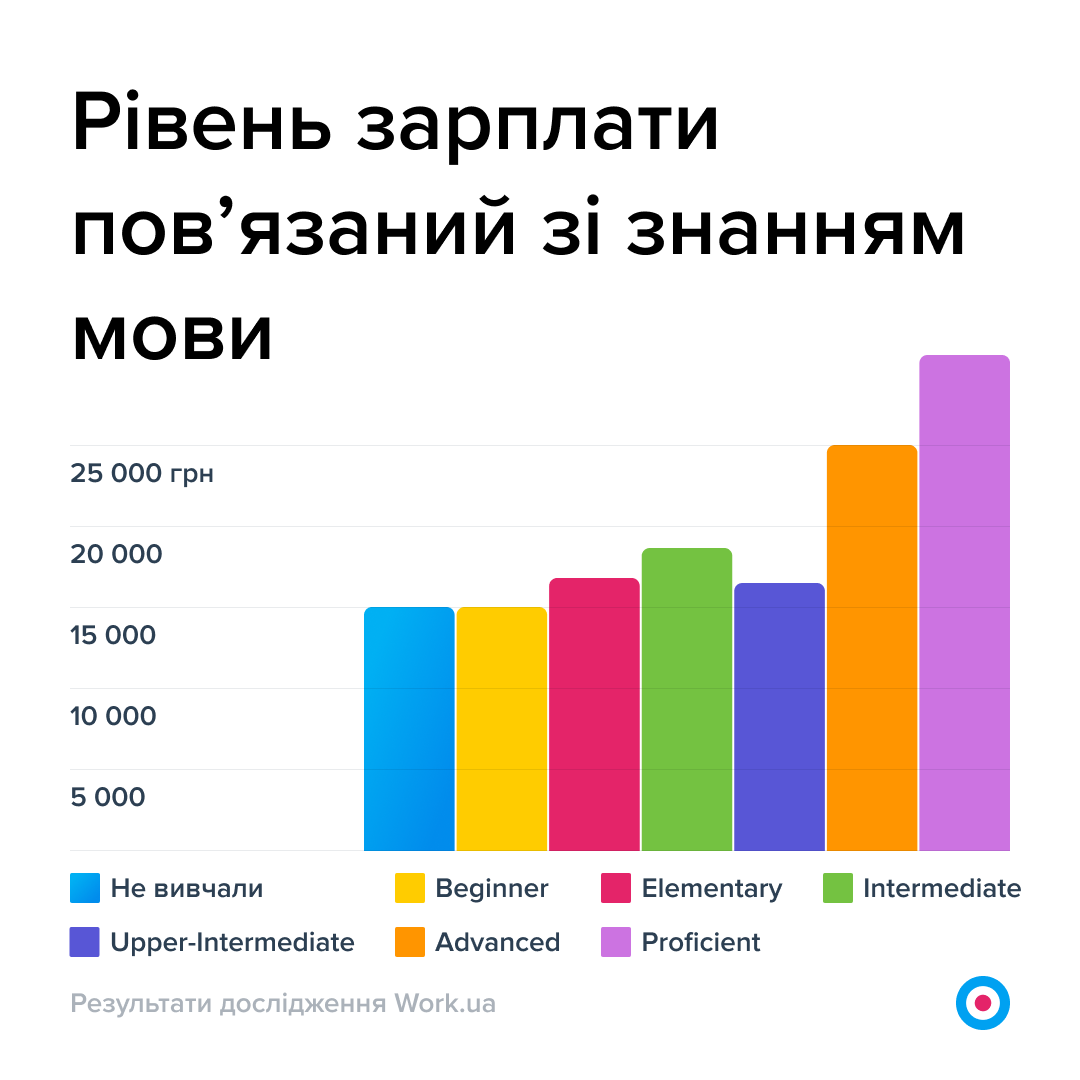 Рівень зарплати
пов’язаний зі знанням
мови
25 000 грн
20 000
15 000
10 000
5 000
Не вивчали
Beginner
Elementary
Intermediate
Upper-Intermediate
Advanced
Proficient
Результати дослідження Work.ua